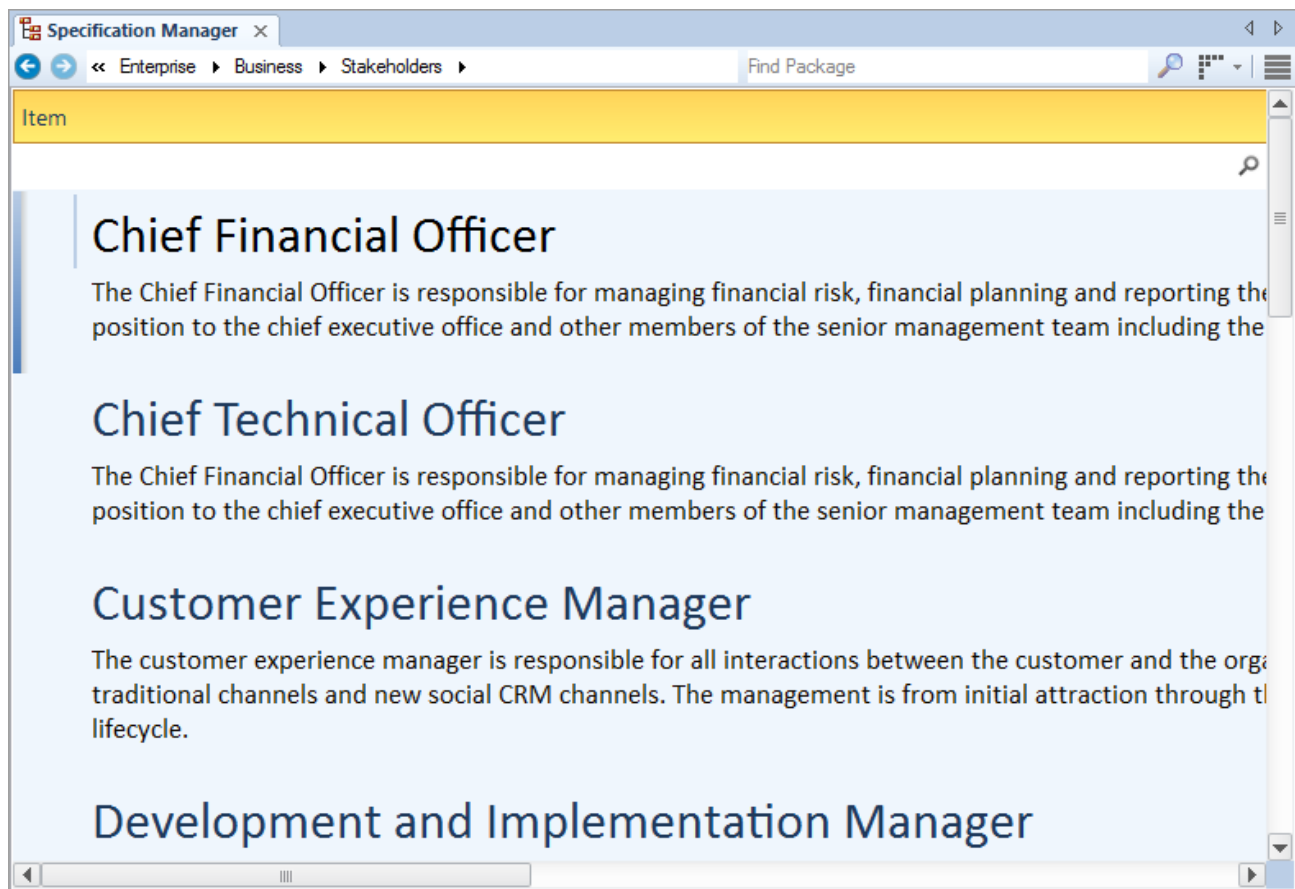 Specification Manager
« Enterprise Business Stakeholders Find Package
Item
Chief Financial Officer
The Chief Financial Officer is responsible for managing financial risk, financial planning and reporting the
position to the chief executive office and other members of the senior management team including the
Chief Technical Officer
The Chief Financial Officer is responsible for managing financial risk, financial planning and reporting the
position to the chief executive office and other members of the senior management team including the
Customer Experience Manager
The customer experience manager is responsible for all interactions between the customer and the
traditional channels and new social CRM channels. The management is from initial attraction through
lifecycle.
Development and Implementation Manager